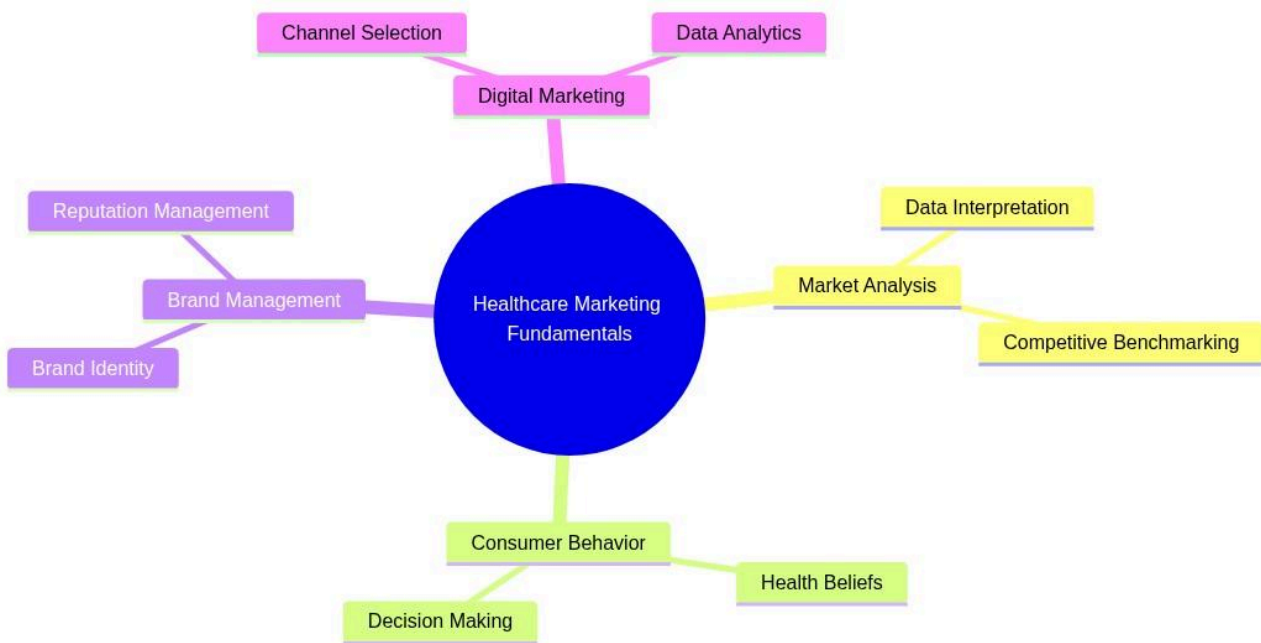 Channel Selection
Data Analytics
Digital Marketing
Reputation Management
Data Interpretation
Brand Management
Healthcare Marketing
Fundamentals
Market Analysis
Brand Identity
Competitive Benchmarking
Consumer Behavior
Health Beliefs
Decision Making